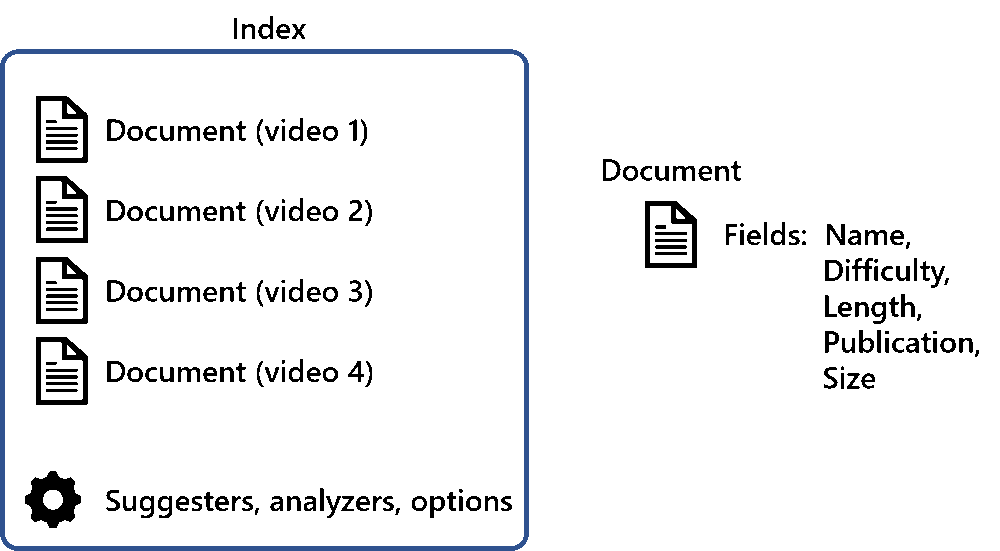 Index
Document (video 1)
Document (video 2)
Document (video 3)
Document (video 4)
Suggesters, analyzers, options
Document
Fields: Name,
Difficulty,
Length,
Publication,
Size